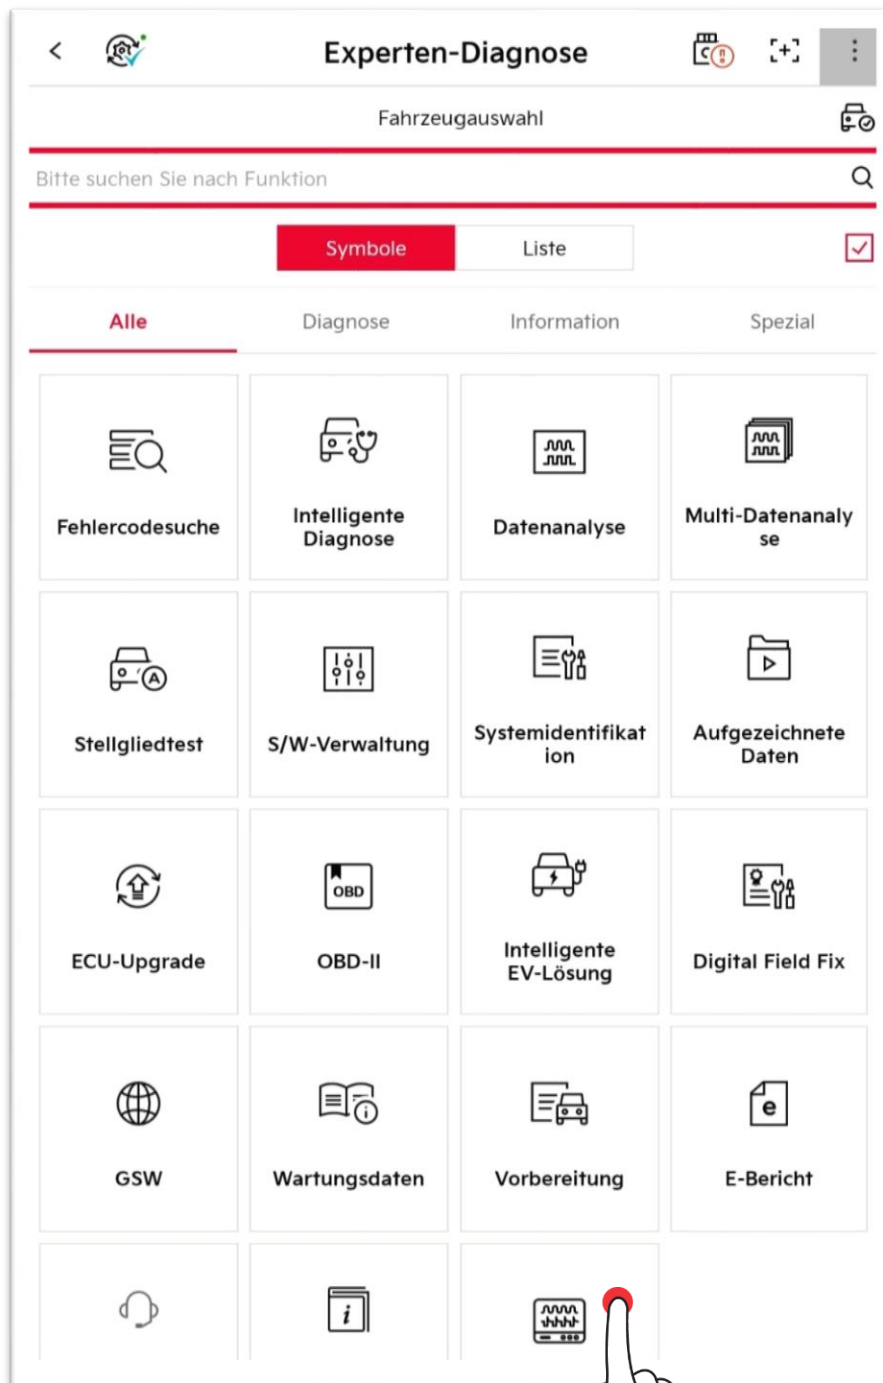 Experten-Diagnose
Fahrzeugauswahl
Bitte suchen Sie nach Funktion
Symbole
Liste
Alle
Diagnose
Information
Spezial
Fehlercodesuche
Intelligente
Diagnose
Datenanalyse
Multi-Datenanaly
se
A
Stellgliedtest
S/W-Verwaltung
Systemidentifikat
ion
Aufgezeichnete
Daten
ECU-Upgrade
OBD
OBD-II
Intelligente
EV-Lösung
Digital Field Fix
GSW
i
Wartungsdaten
Vorbereitung
e
E-Bericht
i